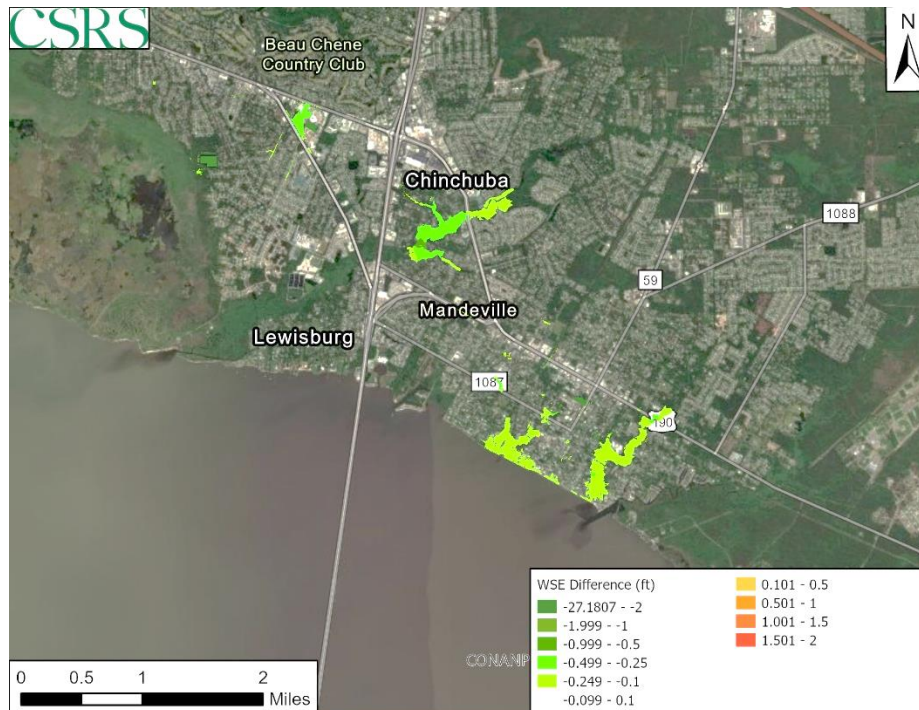 CSRS
N
Beau Chene
Country Club
Chinchuba
1088
59
Mandeville
Lewisburg
1087
190
WSE Difference (ft)
-27.1807 - -2
-1.999 - -1
-0.999 - -0.5
-0.499 - -0.25
-0.249 - -0.1
-0.099 - 0.1
0.101 - 0.5
0.501 - 1
1.001 - 1.5
1.501 - 2
0 0.5 1 2
Miles